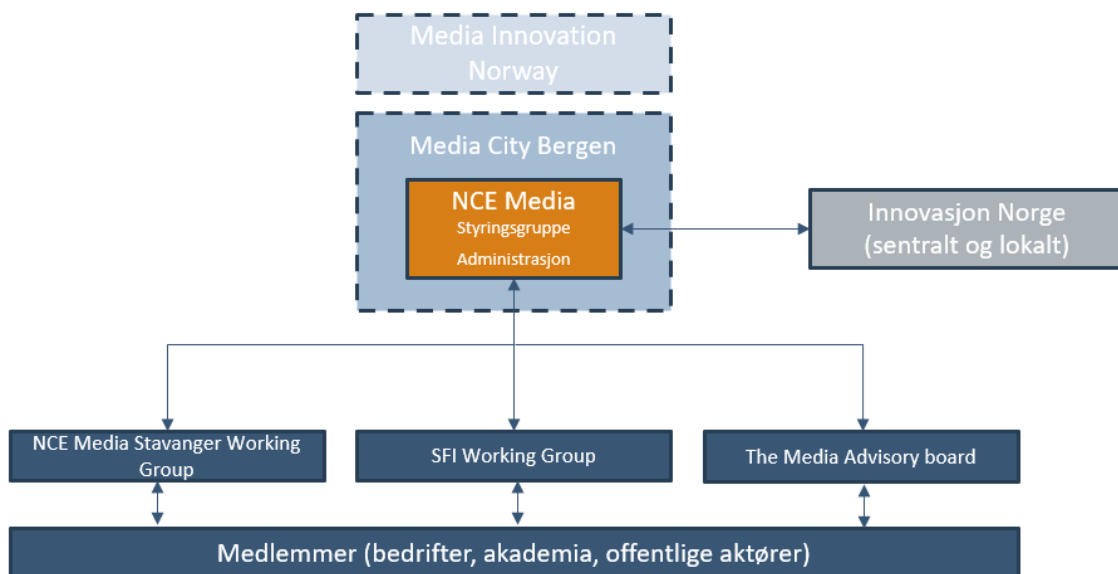 Media Innovation
Norway
Media City Bergen
NCE Media
Styringsgruppe
Administrasjon
Innovasjon Norge
(sentralt og lokalt)
NCE Media Stavanger Working
Group
SFI Working Group
The Media Advisory board
Medlemmer (bedrifter, akademia, offentlige aktører)